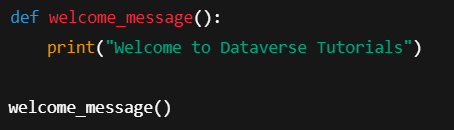 def welcome_message():
    print("Welcome to Dataverse Tutorials")
welcome_message()